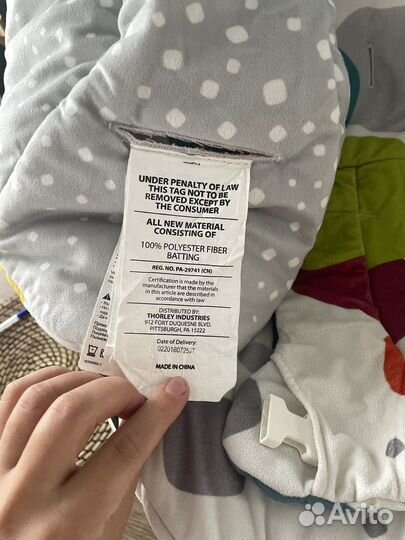 UNDER PENALTY OF LAW
THIS TAG NOT TO BE
REMOVED EXCEPT BY
THE CONSUMER
ALL NEW MATERIAL
CONSISTING OF
100% POLYESTER FIBER
BATTING
REG. NO. PA-29741 (CN)
Certification is made by the
manufacturer that the materials
in this article are described in
accordance with law
DISTRIBUTED BY:
THORLEY INDUSTRIES
912 FORT DUQUESNE BLVD.
PITTSBURGH, PA 15222
Date of Delivery:
0220180725JT
MADE IN CHINA
Avito